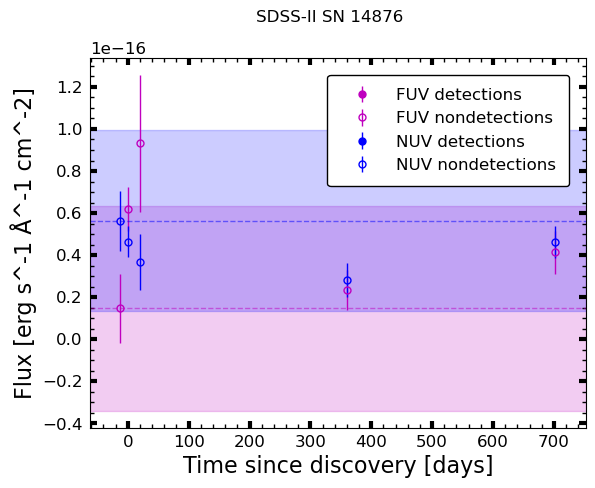 SDSS-II SN 14876
1e−16
Flux [erg s^-1 Å^-1 cm^-2]
1.2
1.0
0.8
0.6
0.4
0.2
0.0
−0.2
−0.4
FUV detections
FUV nondetections
NUV detections
NUV nondetections
0 100 200 300 400 500 600 700
Time since discovery [days]